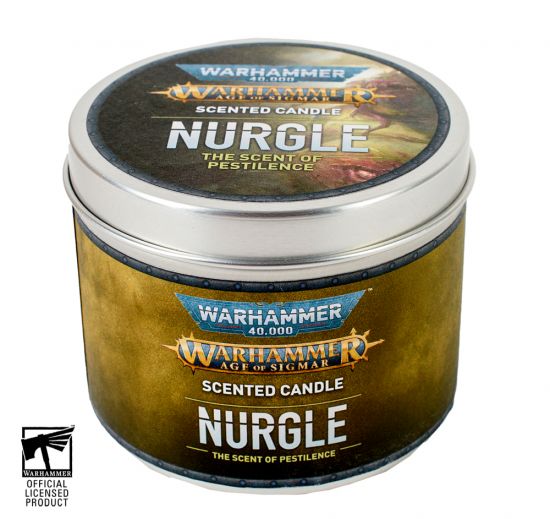 WARHAMMER
40,000
WARHAMMER
AGE OF SIGMAR
SCENTED CANDLE
NURGLE
THE SCENT OF
PESTILENCE
WARHAMMER™
40,000
WARHAMMER
AGE OF SIGMAR
SCENTED CANDLE
NURGLE
THE SCENT OF PESTILENCE
WARHAMMER
OFFICIAL
LICENSED
PRODUCT